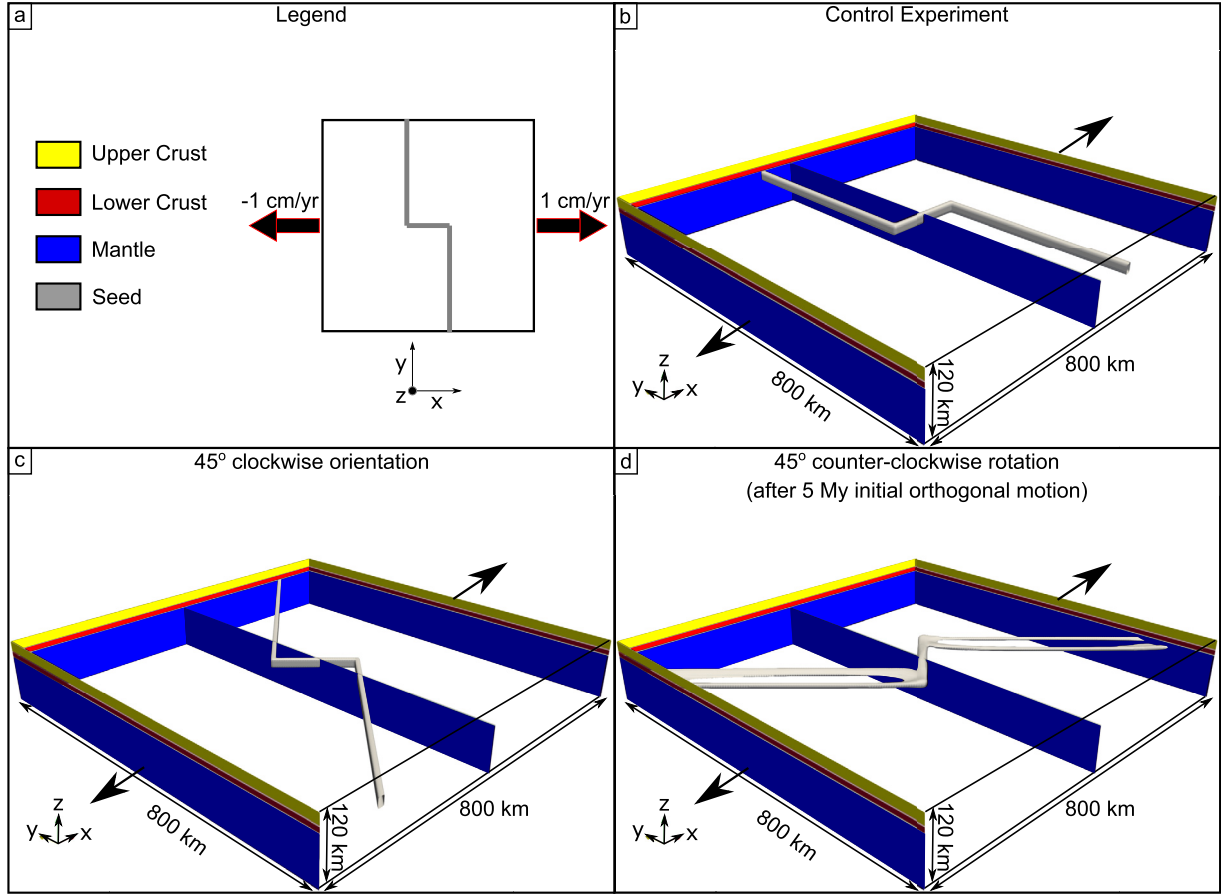 a
Legend
Upper Crust
Lower Crust
Mantle
Seed
-1 cm/yr
1 cm/yr
y
z
x
b
Control Experiment
z
y
x
800 km
120 km
800 km
c
45° clockwise orientation
z
y
x
800 km
120 km
800 km
d
45° counter-clockwise rotation
(after 5 My initial orthogonal motion)
z
y
x
800 km
120 km
800 km